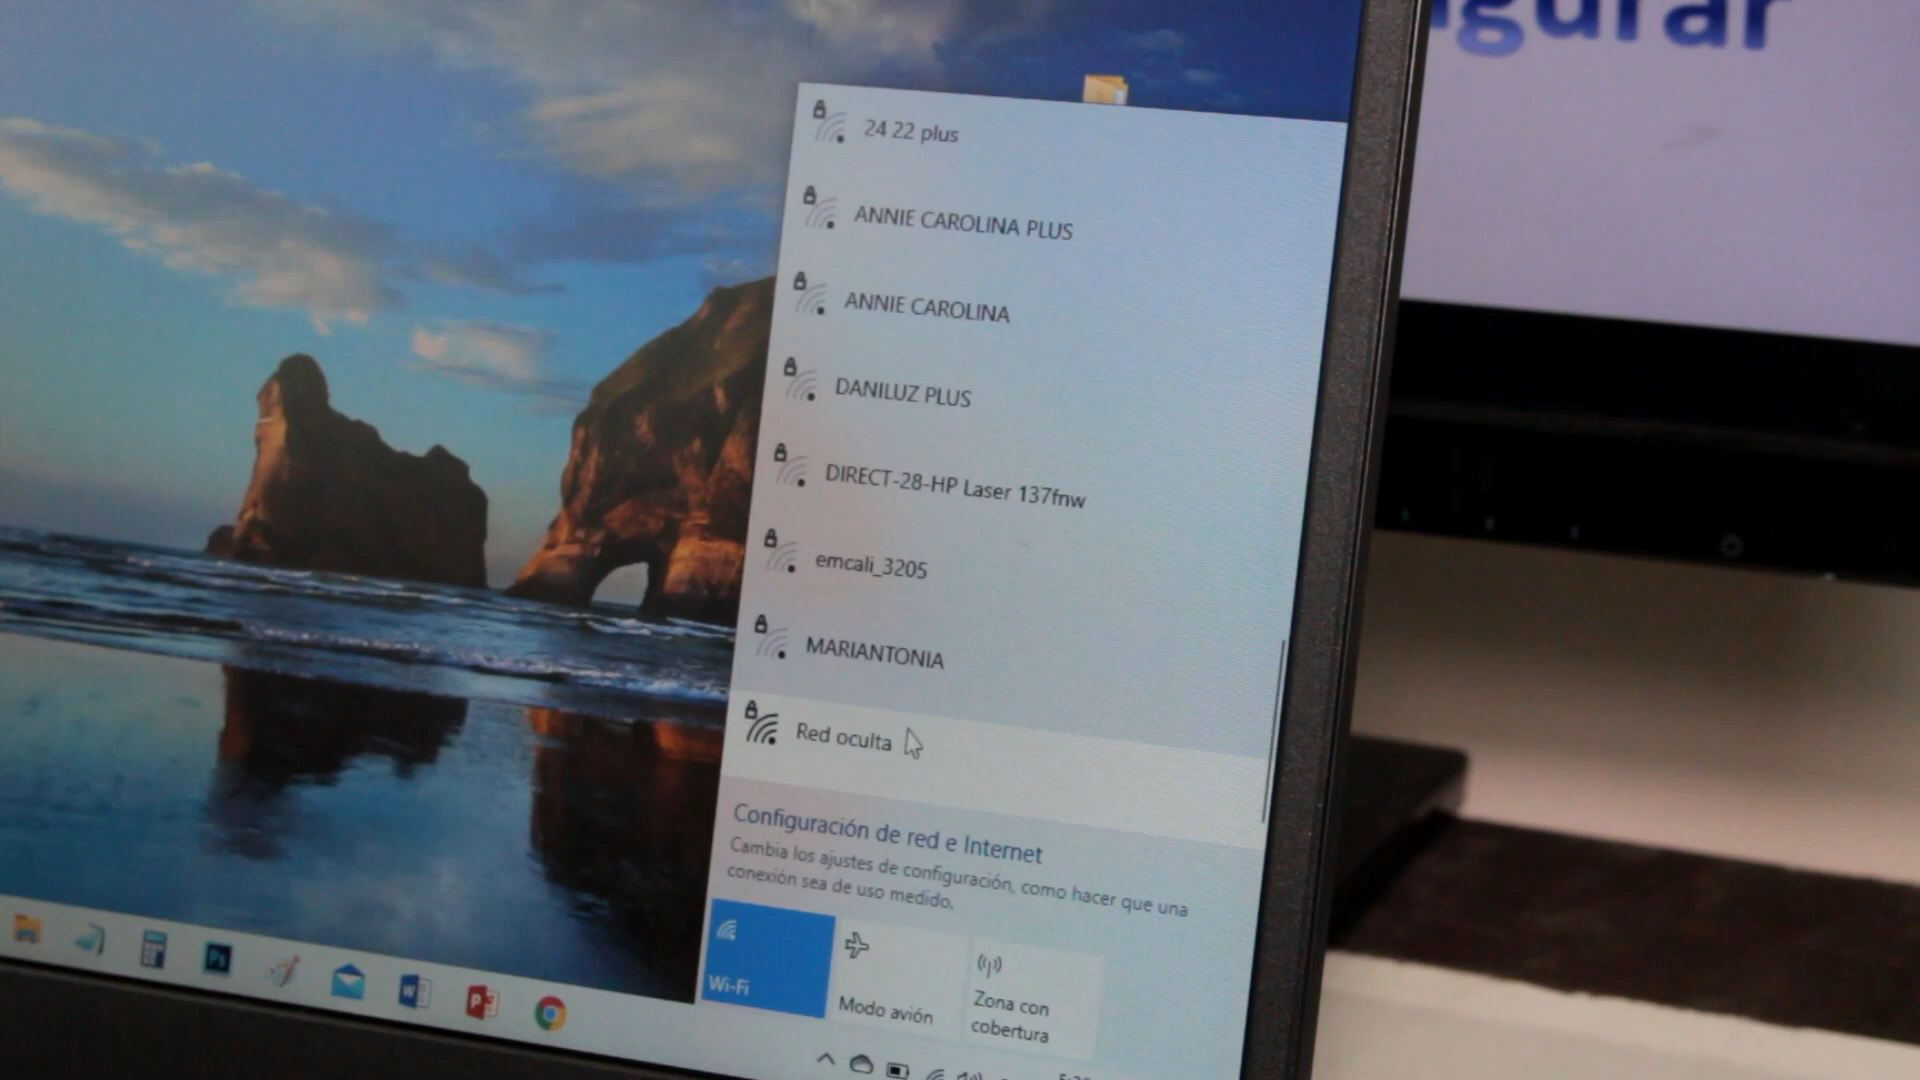 24 22 plus
ANNIE CAROLINA PLUS
ANNIE CAROLINA
DANILUZ PLUS
DIRECT-28-HP Laser 137fnw
emcali_3205
MARIANTONIA
Red oculta
Configuración de red e Internet
Cambia los ajustes de configuración, como hacer que una
conexión sea de uso medido.
Wi-Fi
Modo avión
Zona con
cobertura
Ps
W
P